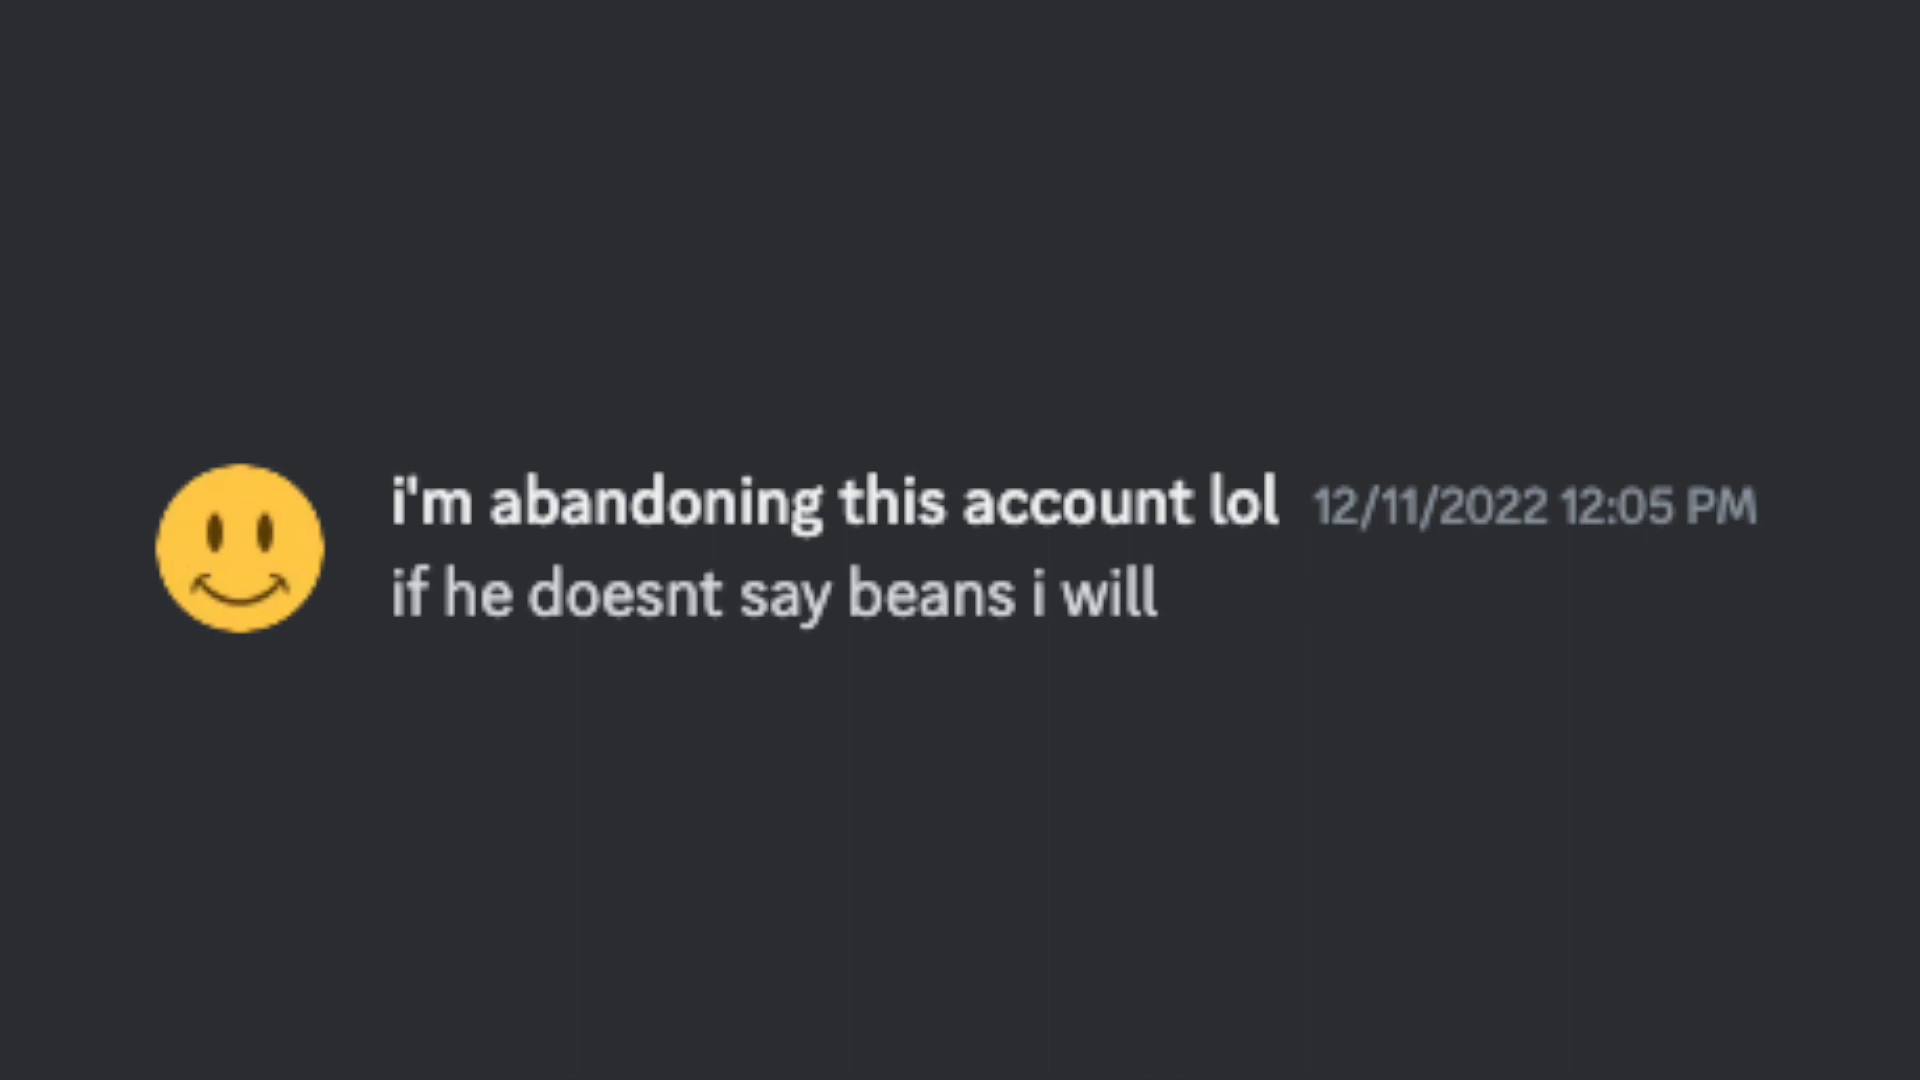 i'm abandoning this account lol 12/11/2022 12:05 PM
if he doesnt say beans i will